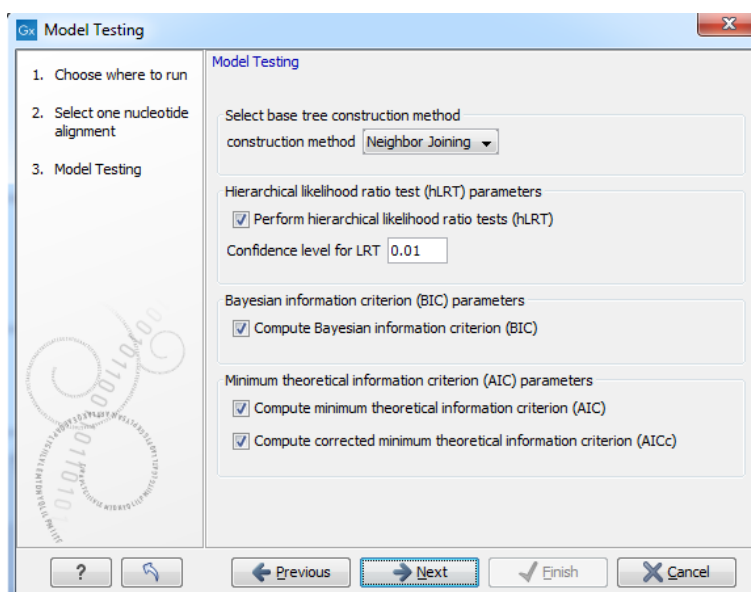 Gx Model Testing
1. Choose where to run
2. Select one nucleotide
alignment
3. Model Testing
Model Testing
Select base tree construction method
construction method Neighbor Joining
Hierarchical likelihood ratio test (hLRT) parameters
Perform hierarchical likelihood ratio tests (hLRT)
Confidence level for LRT 0.01
Bayesian information criterion (BIC) parameters
Compute Bayesian information criterion (BIC)
Minimum theoretical information criterion (AIC) parameters
Compute minimum theoretical information criterion (AIC)
Compute corrected minimum theoretical information criterion (AICc)
? Previous Next Finish Cancel